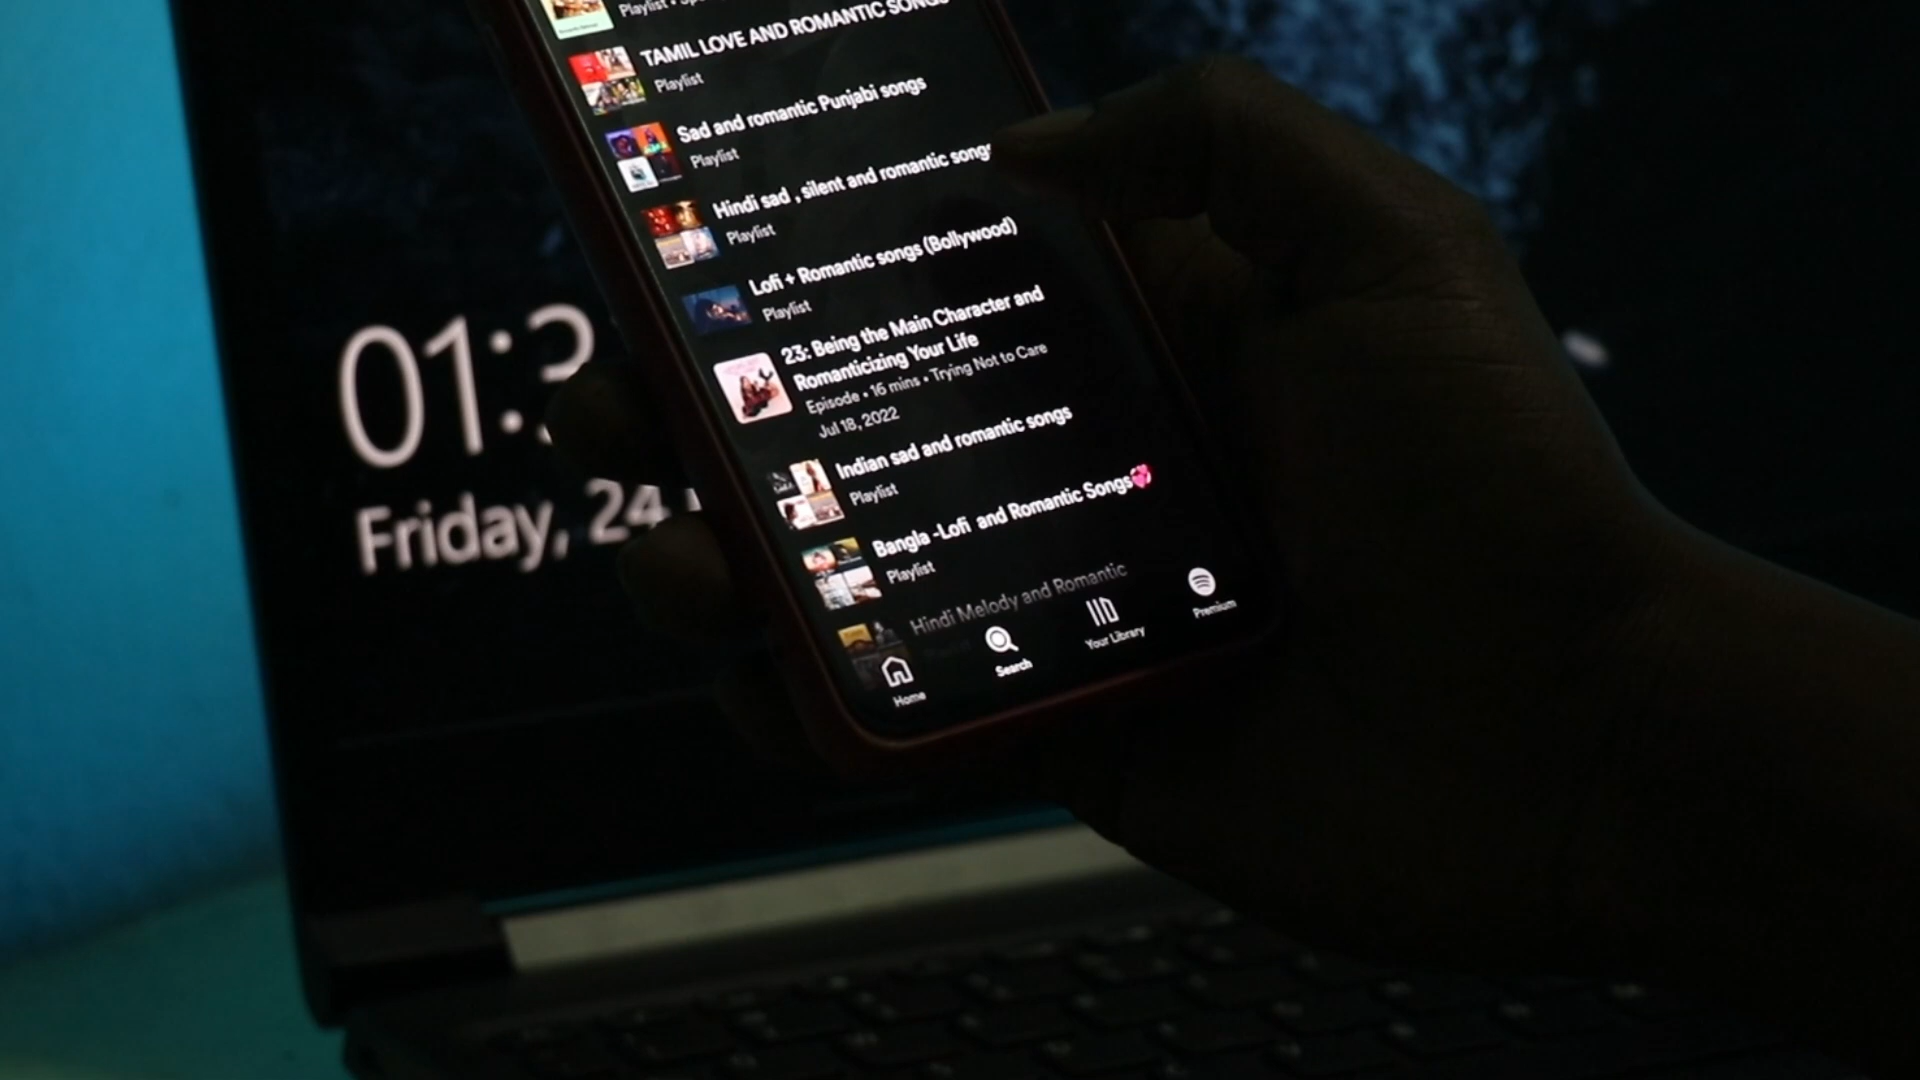 Playlist •
TAMIL LOVE AND ROMANTIC SONGS
Playlist
Sad and romantic Punjabi songs
Playlist
Hindi sad , silent and romantic songs
Playlist
Lofi + Romantic songs (Bollywood)
Playlist
23: Being the Main Character and
Romanticizing Your Life
Episode • 16 mins • Trying Not to Care
Jul 18, 2022
Indian sad and romantic songs
Playlist
Bangla -Lofi and Romantic Songs💞
Playlist
Hindi Melody and Romantic
Home
Search
Your Library
Premium
01:
Friday, 24